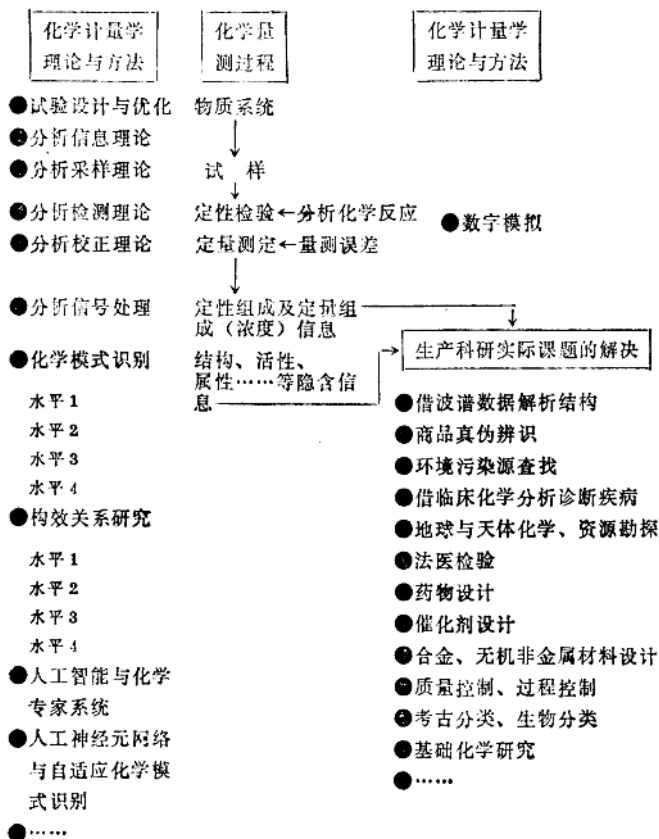 化学计量学
理论与方法
●试验设计与优化
●分析信息理论
●分析采样理论
●分析检测理论
●分析校正理论
●分析信号处理
●化学模式识别
水平1
水平2
水平3
水平4
●构效关系研究
水平1
水平2
水平3
水平4
●人工智能与化学
专家系统
●人工神经元网络
与自适应化学模
式识别
●……
化学量
测过程
物质系统
试 样
定性检验←分析化学反应
定量测定←量测误差
定性组成及定量组
成（浓度）信息
结构、活性、
属性……等隐含信
息
化学计量学
理论与方法
●数字模拟
生产科研实际课题的解决
●借波谱数据解析结构
●商品真伪辨识
●环境污染源查找
●借临床化学分析诊断疾病
●地球与天体化学、资源勘探
●法医检验
●药物设计
●催化剂设计
●合金、无机非金属材料设计
●质量控制、过程控制
●考古分类、生物分类
●基础化学研究
●……